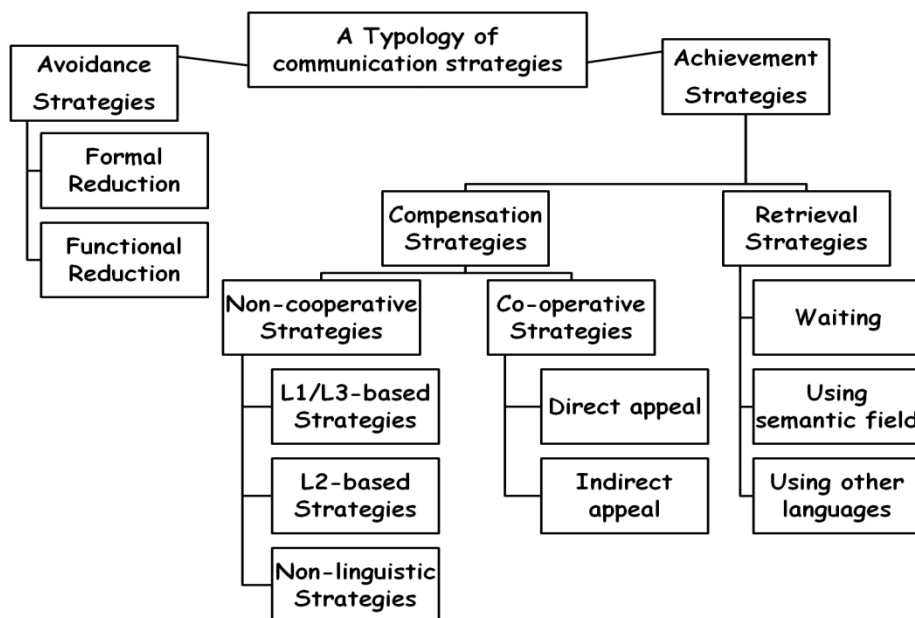 A Typology of
communication strategies
Avoidance
Strategies
Formal
Reduction
Functional
Reduction
Achievement
Strategies
Compensation
Strategies
Non-cooperative
Strategies
L1/L3-based
Strategies
L2-based
Strategies
Non-linguistic
Strategies
Co-operative
Strategies
Direct appeal
Indirect
appeal
Retrieval
Strategies
Waiting
Using
semantic field
Using other
languages